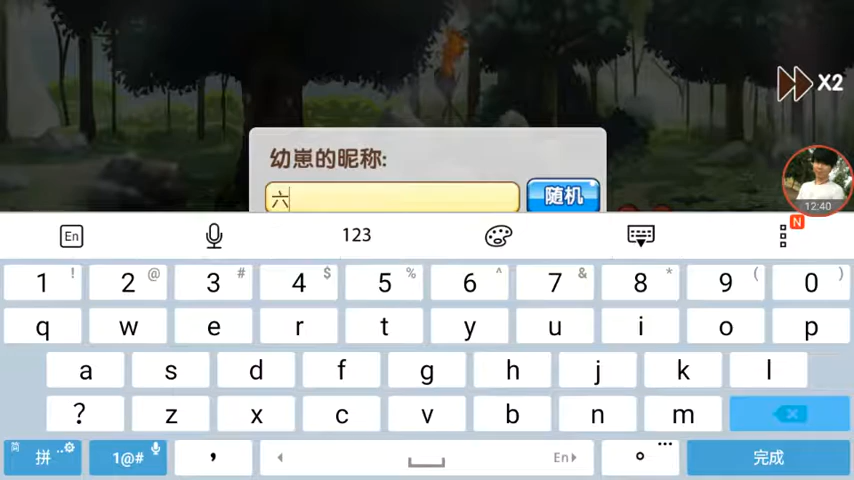 X2
幼崽的昵称:
六
随机
12:40
N
En
123
1 ! 2 @ 3 # 4 $ 5 % 6 ^ 7 & 8 * 9 ( 0 )
q w e r t y u i o p
a s d f g h j k l
? z x c v b n m
简 拼 1@# , En 。 完成